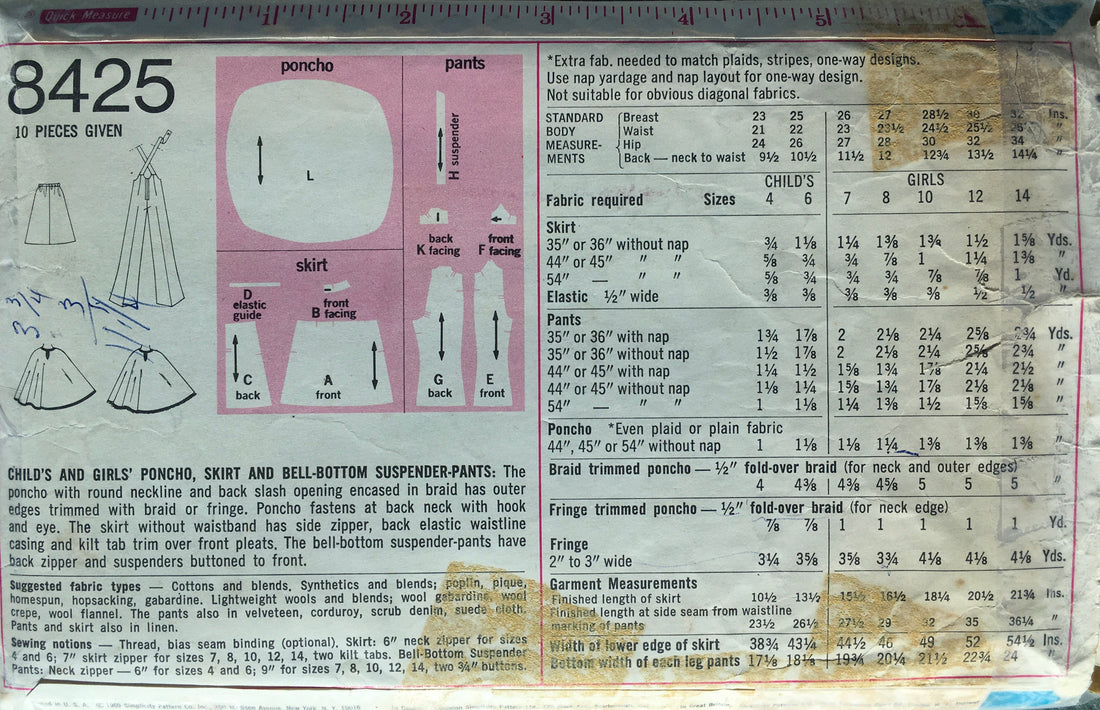 Quick Measure 1 2 3 4 5
8425
10 PIECES GIVEN
3 3/4
3/4
1 1/4
poncho
L
pants
H suspender
back
K facing
front
F facing
G
back
E
front
skirt
D
elastic
guide
front
B facing
C
back
A
front
CHILD'S AND GIRLS' PONCHO, SKIRT AND BELL-BOTTOM SUSPENDER-PANTS: The
poncho with round neckline and back slash opening encased in braid has outer
edges trimmed with braid or fringe. Poncho fastens at back neck with hook
and eye. The skirt without waistband has side zipper, back elastic waistline
casing and kilt tab trim over front pleats. The bell-bottom suspender-pants have
back zipper and suspenders buttoned to front.
Suggested fabric types — Cottons and blends. Synthetics and blends; poplin, pique,
homespun, hopsacking, gabardine. Lightweight wools and blends; wool gabardine, wool
crepe, wool flannel. The pants also in velveteen, corduroy, scrub denim, suede cloth.
Pants and skirt also in linen.
Sewing notions — Thread, bias seam binding (optional). Skirt: 6" neck zipper for sizes
4 and 6; 7" skirt zipper for sizes 7, 8, 10, 12, 14, two kilt tabs. Bell-Bottom Suspender
Pants: Neck zipper — 6" for sizes 4 and 6; 9" for sizes 7, 8, 10, 12, 14, two ¾" buttons.
*Extra fab. needed to match plaids, stripes, one-way designs.
Use nap yardage and nap layout for one-way design.
Not suitable for obvious diagonal fabrics.
STANDARD Breast 23 25 26 27 28½ 30 32 Ins.
BODY Waist 21 22 23 23½ 24½ 25½ "
MEASURE- Hip 24 26 27 28 30 32 34 "
MENTS Back — neck to waist 9½ 10½ 11½ 12 12¾ 13½ 14¼ "
CHILD'S GIRLS
Fabric required Sizes 4 6 7 8 10 12 14
Skirt
35" or 36" without nap ¾ 1⅛ 1¼ 1⅜ 1⅜ 1½ 1⅝ Yds.
44" or 45" " " ⅝ ¾ ¾ ⅞ 1 1¼ 1⅜ "
54" — " " ⅝ ¾ ¾ ¾ ⅞ ⅞ 1 Yd.
Elastic ½" wide ⅜ ⅜ ⅜ ⅜ ⅜ ½ ½ "
Pants
35" or 36" with nap 1¾ 1⅞ 2 2⅛ 2¼ 2⅝ 2¾ Yds.
35" or 36" without nap 1½ 1⅞ 2 2⅛ 2¼ 2⅝ 2¾ "
44" or 45" with nap 1¼ 1½ 1⅝ 1¾ 1⅞ 2¼ 2½ "
44" or 45" without nap 1⅛ 1¼ 1⅝ 1¾ 1⅞ 2⅛ 2⅛ "
54" — " " 1 1⅛ 1¼ 1⅜ 1½ 1⅝ 1⅝ "
Poncho *Even plaid or plain fabric
44", 45" or 54" without nap 1 1⅛ 1⅛ 1¼ 1⅜ 1⅜ 1⅜ "
Braid trimmed poncho — ½" fold-over braid (for neck and outer edges)
4 4⅜ 4⅜ 4⅝ 5 5 5 "
Fringe trimmed poncho — ½" fold-over braid (for neck edge)
⅞ ⅞ 1 1 1 1 1 Yd.
Fringe
2" to 3" wide 3¼ 3⅝ 3⅝ 3¾ 4⅛ 4⅛ 4⅛ Yds.
Garment Measurements
Finished length of skirt 10½ 13½ 15½ 16½ 18¼ 20½ 21¾ Ins.
Finished length at side seam from waistline
marking of pants 23½ 26½ 27½ 29 32 35 36¼ "
Width of lower edge of skirt 38¾ 43¼ 44½ 46 49 52 54½ Ins.
Bottom width of each leg pants 17⅛ 18⅛ 19¾ 20¼ 21½ 22¾ 24 "
in U. S. A. © 1969 Simplicity Pattern Co. Inc., New York, N. Y. 10016